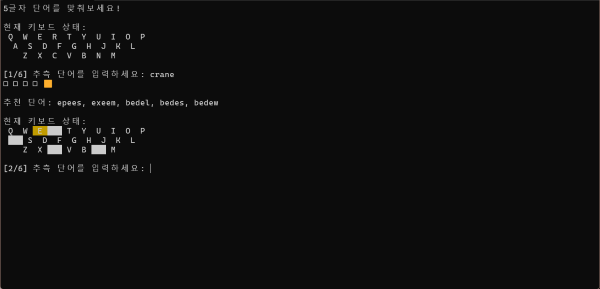 5글자 단어를 맞춰보세요!
현재 키보드 상태:
Q W E R T Y U I O P
A S D F G H J K L
Z X C V B N M
[1/6] 추측 단어를 입력하세요: crane
추천 단어: epees, exeem, bedel, bedes, bedew
현재 키보드 상태:
Q W E T Y U I O P
S D F G H J K L
Z X V B M
[2/6] 추측 단어를 입력하세요: